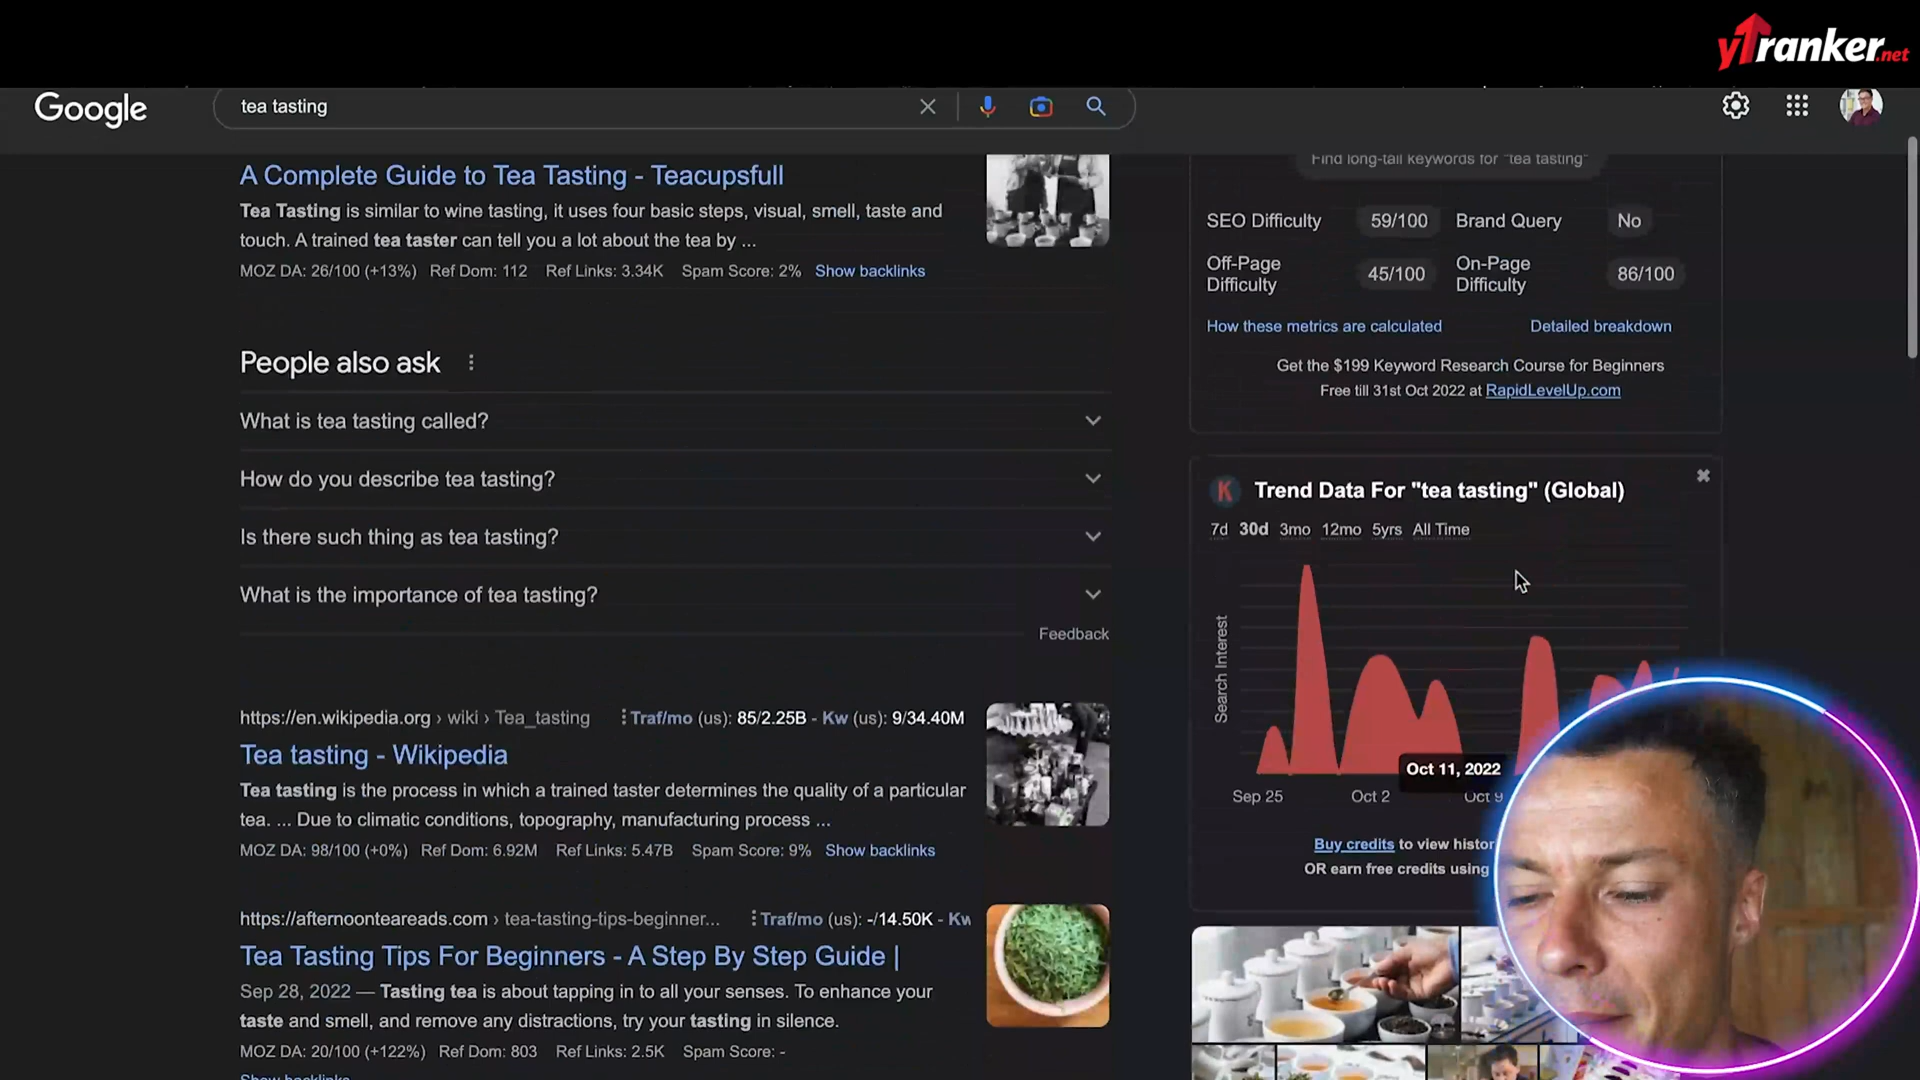 yTranker.net
Google
tea tasting
A Complete Guide to Tea Tasting - Teacupsfull
Tea Tasting is similar to wine tasting, it uses four basic steps, visual, smell, taste and
touch. A trained tea taster can tell you a lot about the tea by ...
MOZ DA: 26/100 (+13%) Ref Dom: 112 Ref Links: 3.34K Spam Score: 2% Show backlinks
People also ask
What is tea tasting called?
How do you describe tea tasting?
Is there such thing as tea tasting?
What is the importance of tea tasting?
Feedback
https://en.wikipedia.org › wiki › Tea_tasting Traf/mo (us): 85/2.25B - Kw (us): 9/34.40M
Tea tasting - Wikipedia
Tea tasting is the process in which a trained taster determines the quality of a particular
tea. ... Due to climatic conditions, topography, manufacturing process ...
MOZ DA: 98/100 (+0%) Ref Dom: 6.92M Ref Links: 5.47B Spam Score: 9% Show backlinks
https://afternoonteareads.com › tea-tasting-tips-beginner... Traf/mo (us): -/14.50K - Kw
Tea Tasting Tips For Beginners - A Step By Step Guide |
Sep 28, 2022 — Tasting tea is about tapping in to all your senses. To enhance your
taste and smell, and remove any distractions, try your tasting in silence.
MOZ DA: 20/100 (+122%) Ref Dom: 803 Ref Links: 2.5K Spam Score: -
Show backlinks
Find long-tail keywords for "tea tasting"
SEO Difficulty 59/100 Brand Query No
Off-Page Difficulty 45/100 On-Page Difficulty 86/100
How these metrics are calculated Detailed breakdown
Get the $199 Keyword Research Course for Beginners
Free till 31st Oct 2022 at RapidLevelUp.com
K Trend Data For "tea tasting" (Global)
7d 30d 3mo 12mo 5yrs All Time
Search Interest
Oct 11, 2022
Sep 25 Oct 2 Oct 9
Buy credits to view histor
OR earn free credits using